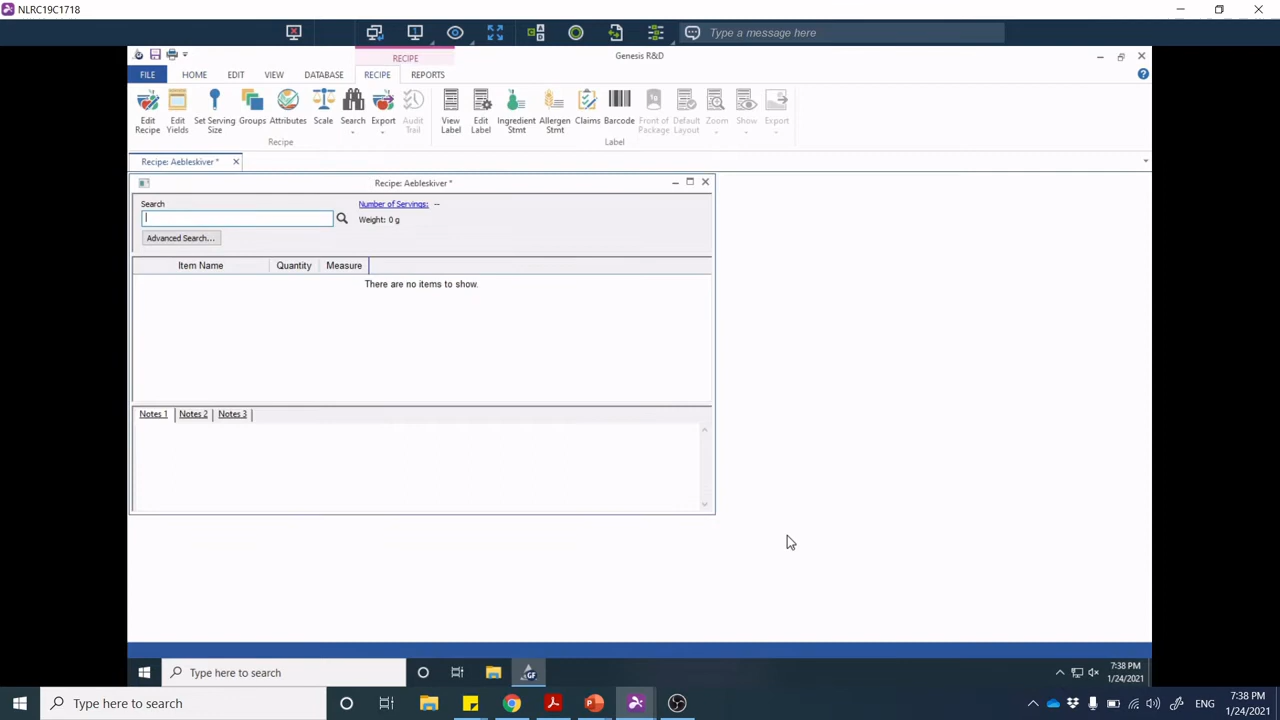 NLRC19C1718
Type a message here
RECIPE
Genesis R&D
FILE HOME EDIT VIEW DATABASE RECIPE REPORTS
Edit Recipe
Edit Yields
Set Serving Size
Groups
Attributes
Scale
Search
Export
Audit Trail
View Label
Edit Label
Ingredient Stmt
Allergen Stmt
Claims
Barcode
Front of Package
Default Layout
Zoom
Show
Export
Recipe
Label
Recipe: Aebleskiver *
Recipe: Aebleskiver *
Search
Number of Servings: --
Weight: 0 g
Advanced Search...
Item Name Quantity Measure
There are no items to show.
Notes 1 Notes 2 Notes 3
Type here to search
GF
7:38 PM
1/24/2021
Type here to search
ENG
7:38 PM
1/24/2021